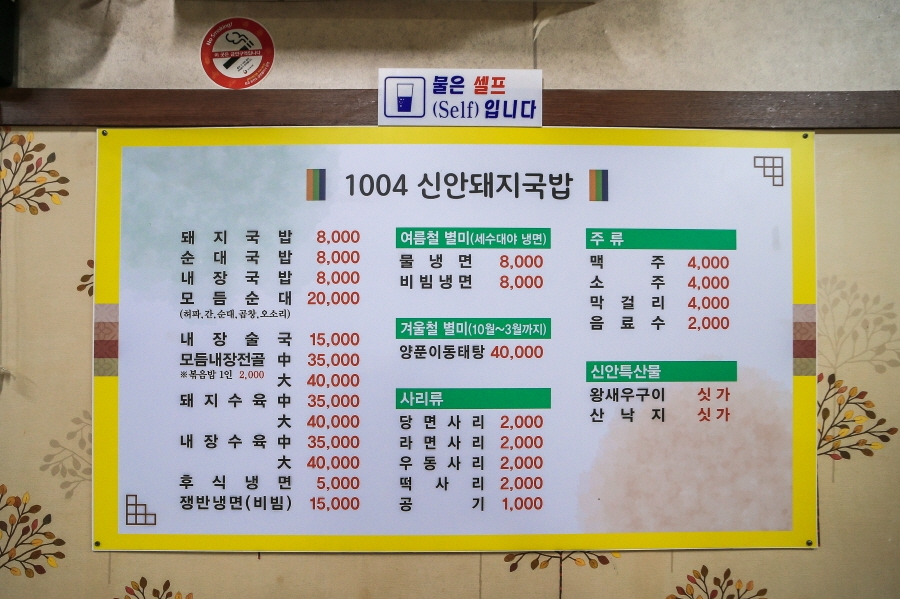 No Smoking!
물은 셀프
(Self) 입니다
1004 신안돼지국밥
돼지국밥 8,000
순대국밥 8,000
내장국밥 8,000
모듬순대 20,000
(허파,간,순대,곱창,오소리)
내장술국 15,000
모듬내장전골 中 35,000
※볶음밥 1인 2,000
大 40,000
돼지수육 中 35,000
大 40,000
내장수육 中 35,000
大 40,000
후식냉면 5,000
쟁반냉면(비빔) 15,000
여름철 별미(세수대야 냉면)
물냉면 8,000
비빔냉면 8,000
겨울철 별미(10월~3월까지)
양푼이동태탕 40,000
사리류
당면사리 2,000
라면사리 2,000
우동사리 2,000
떡사리 2,000
공기 1,000
주류
맥주 4,000
소주 4,000
막걸리 4,000
음료수 2,000
신안특산물
왕새우구이 싯가
산낙지 싯가